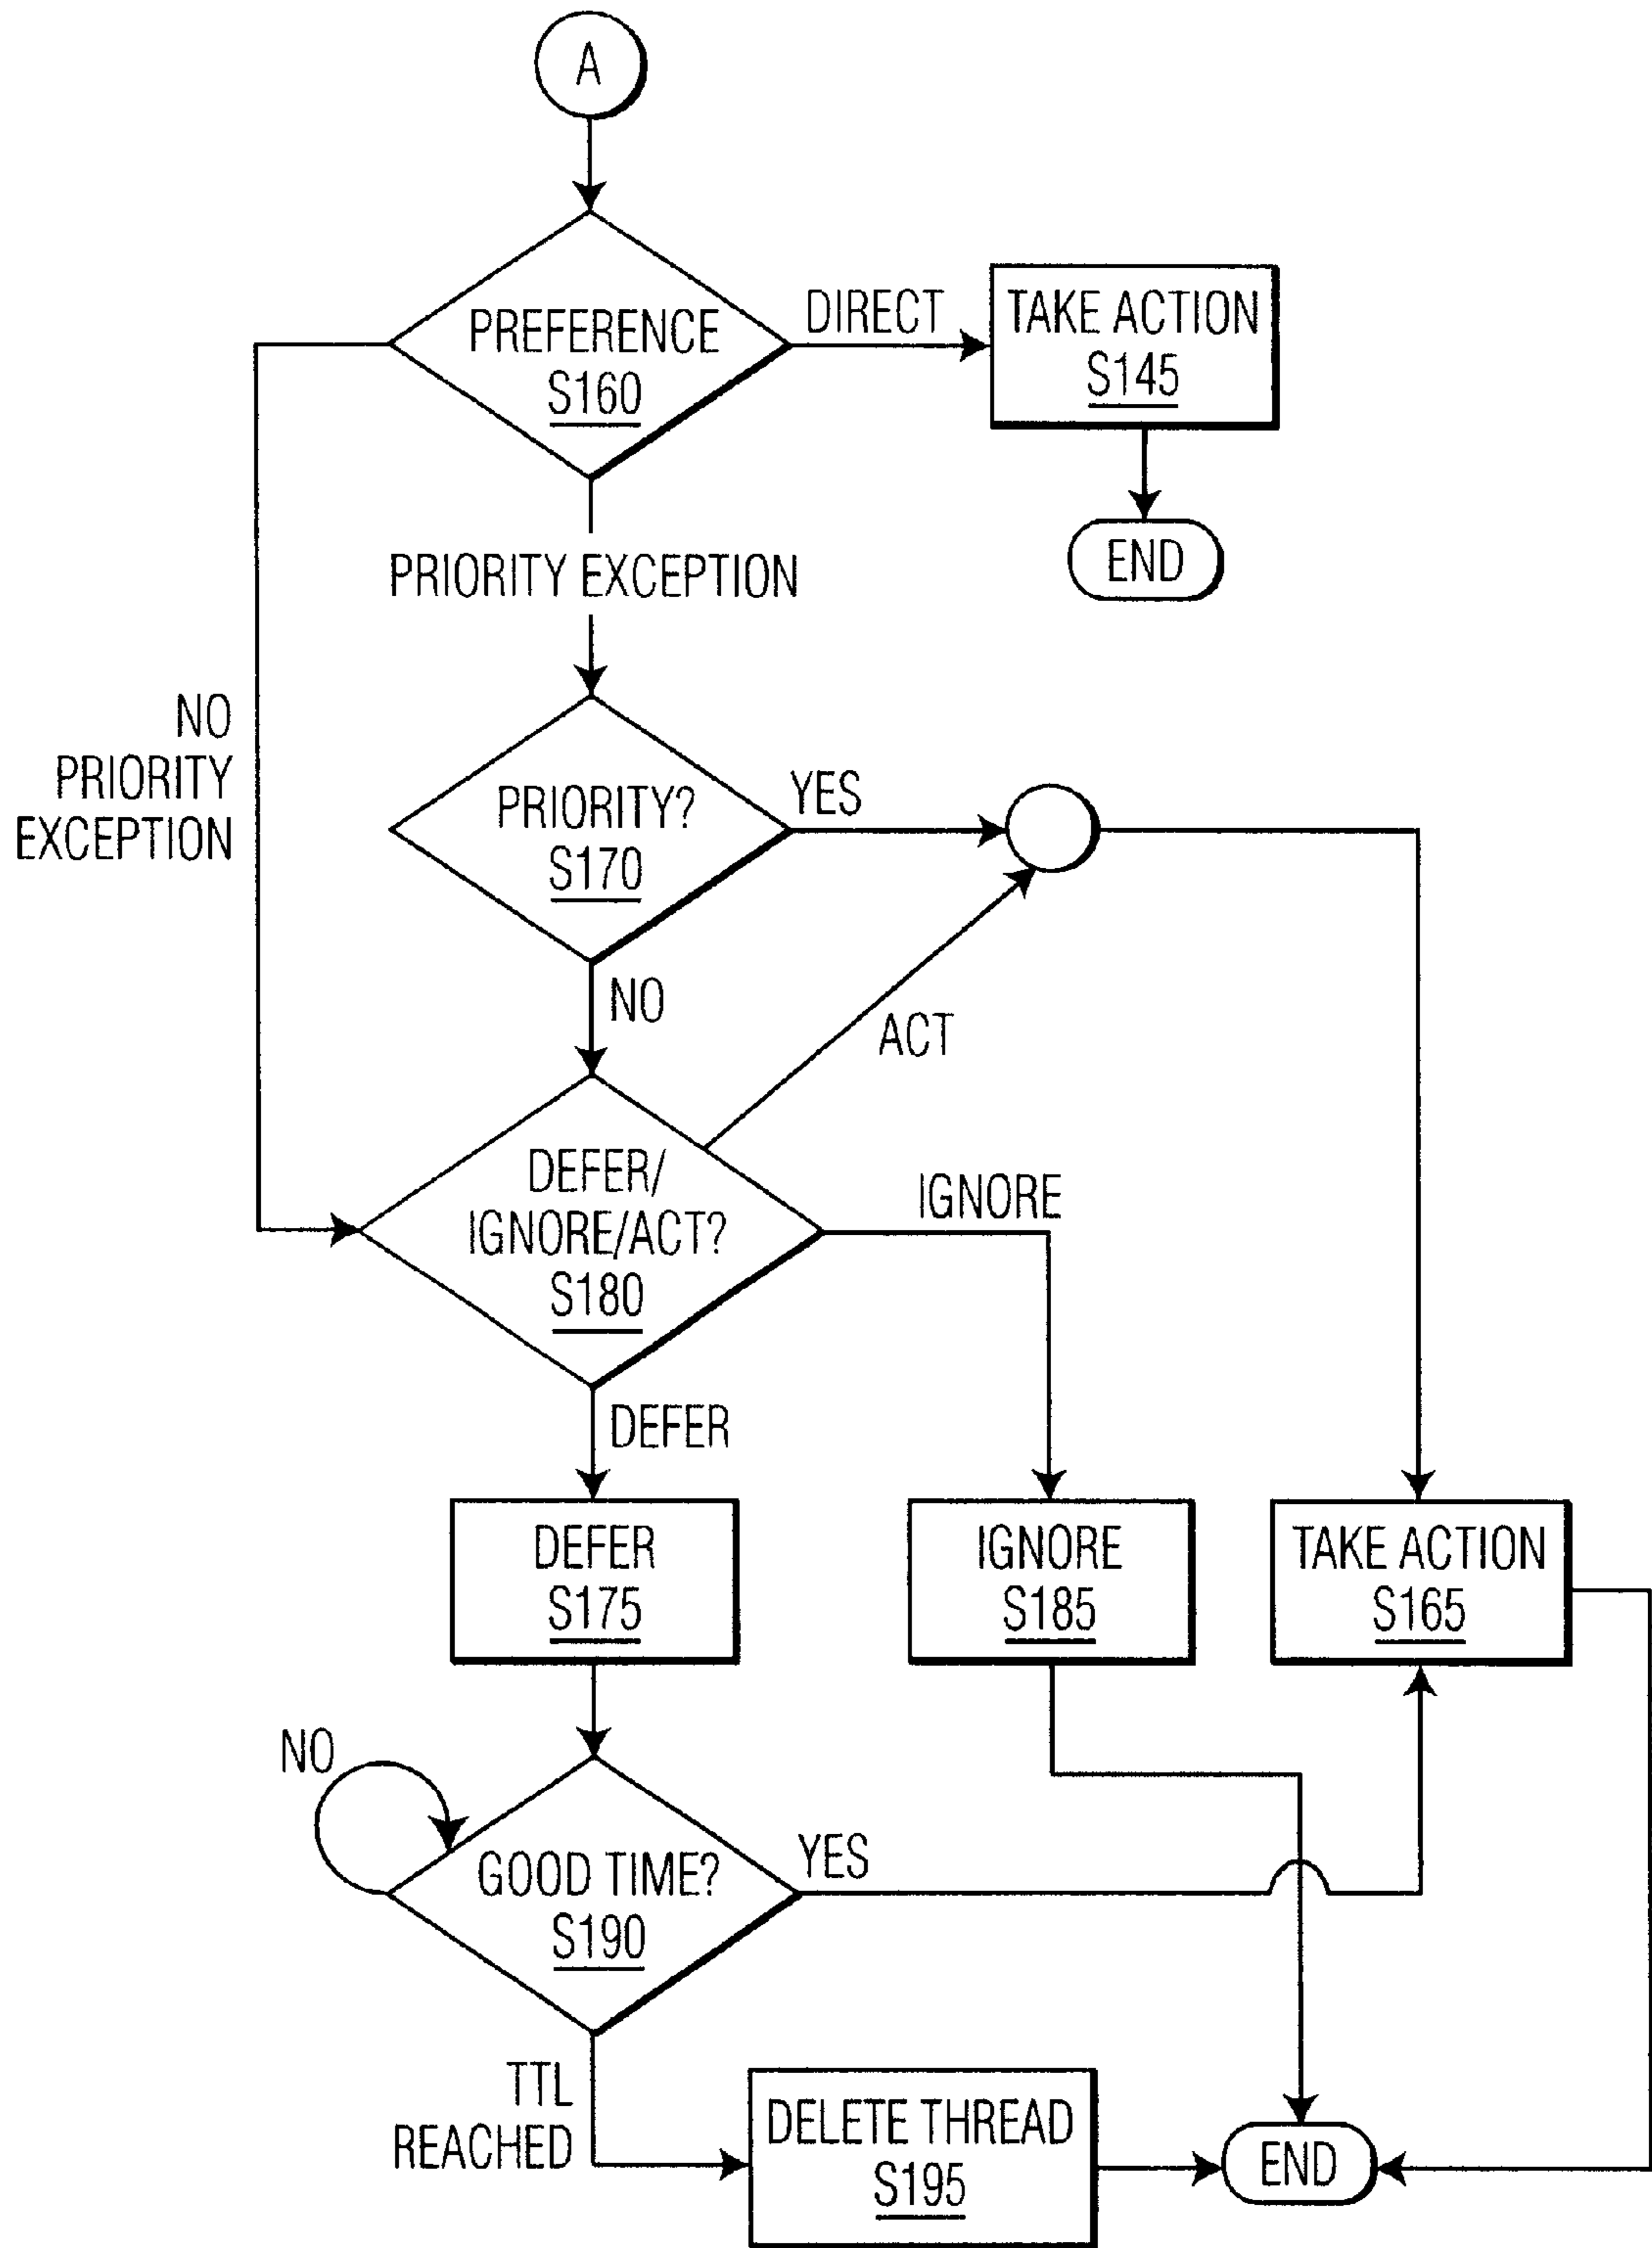 A
PREFERENCE
S160
DIRECT
TAKE ACTION
S145
END
PRIORITY EXCEPTION
NO
PRIORITY
EXCEPTION
PRIORITY?
S170
YES
NO
ACT
DEFER/
IGNORE/ACT?
S180
IGNORE
DEFER
DEFER
S175
IGNORE
S185
TAKE ACTION
S165
NO
GOOD TIME?
S190
YES
TTL
REACHED
DELETE THREAD
S195
END